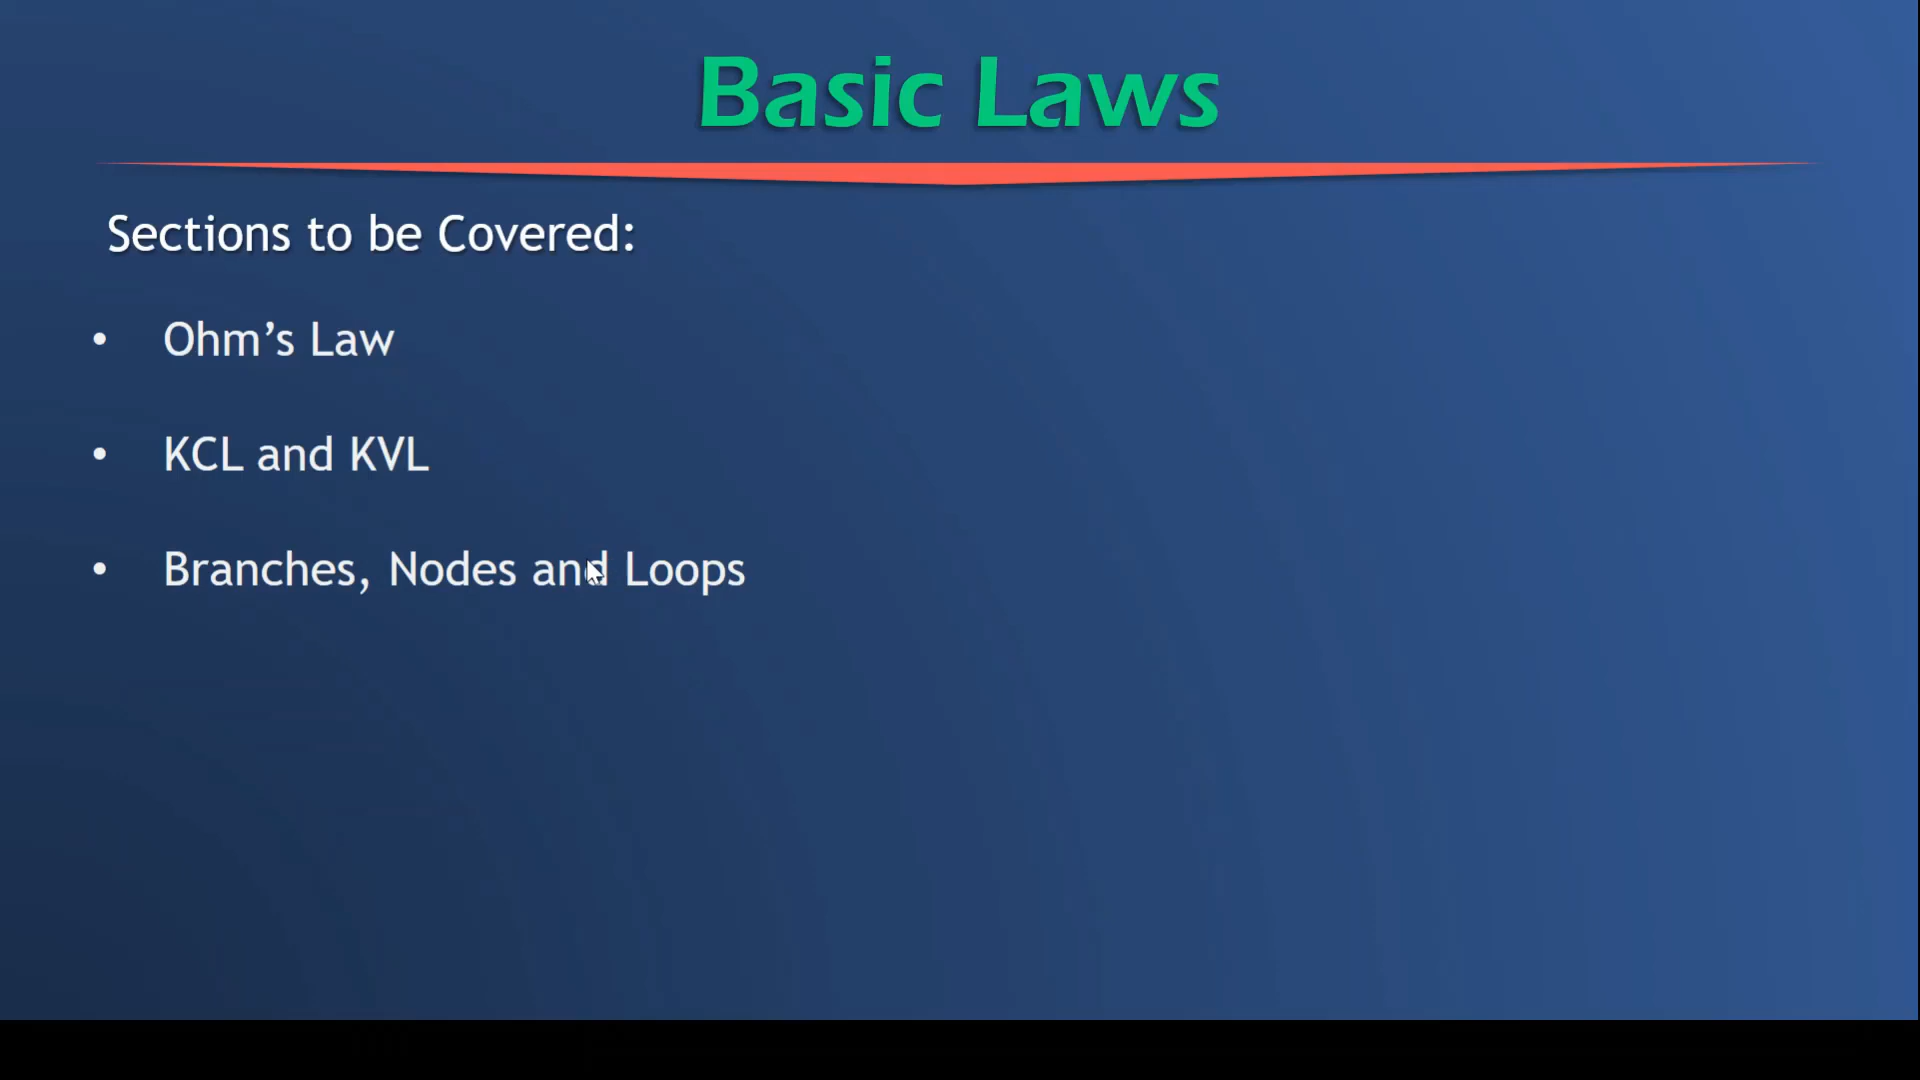 Basic Laws
Sections to be Covered:
• Ohm’s Law
• KCL and KVL
• Branches, Nodes and Loops